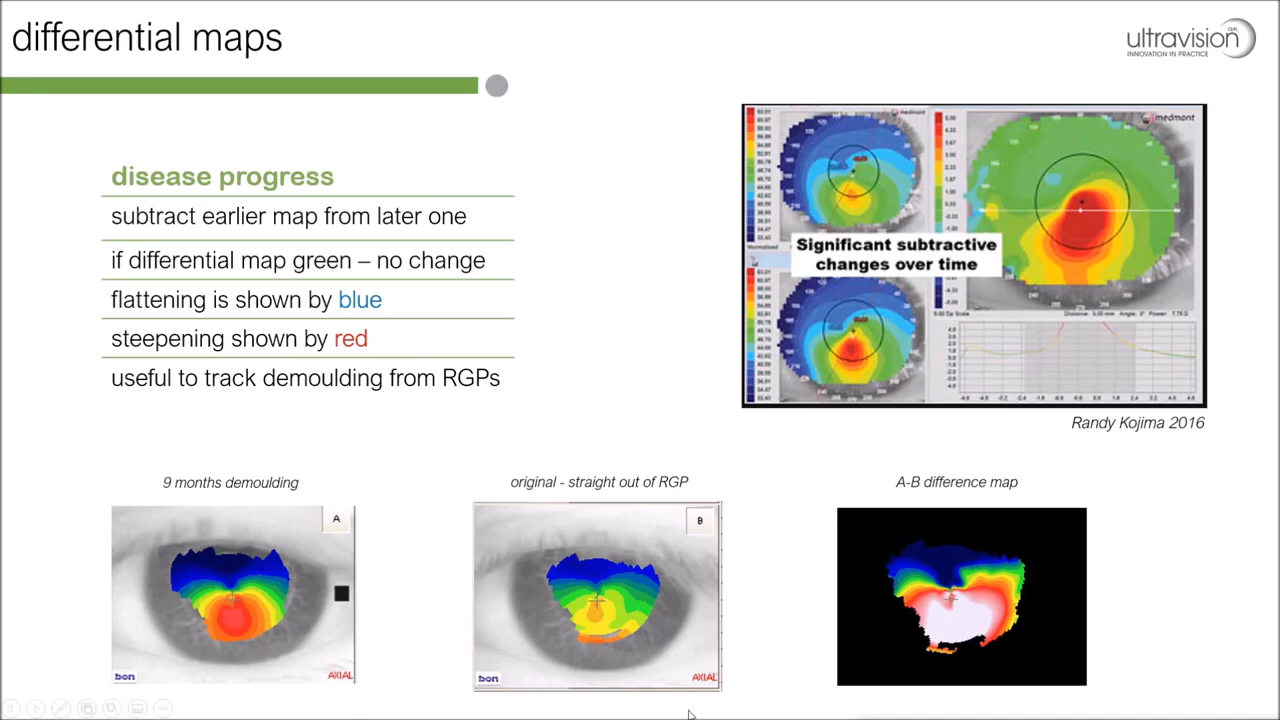 differential maps
ultravision
CLPL
INNOVATION IN PRACTICE
disease progress
subtract earlier map from later one
if differential map green – no change
flattening is shown by blue
steepening shown by red
useful to track demoulding from RGPs
medmont
medmont
Significant subtractive
changes over time
Randy Kojima 2016
9 months demoulding
original - straight out of RGP
A-B difference map
A
B
bon
AXIAL
bon
AXIAL